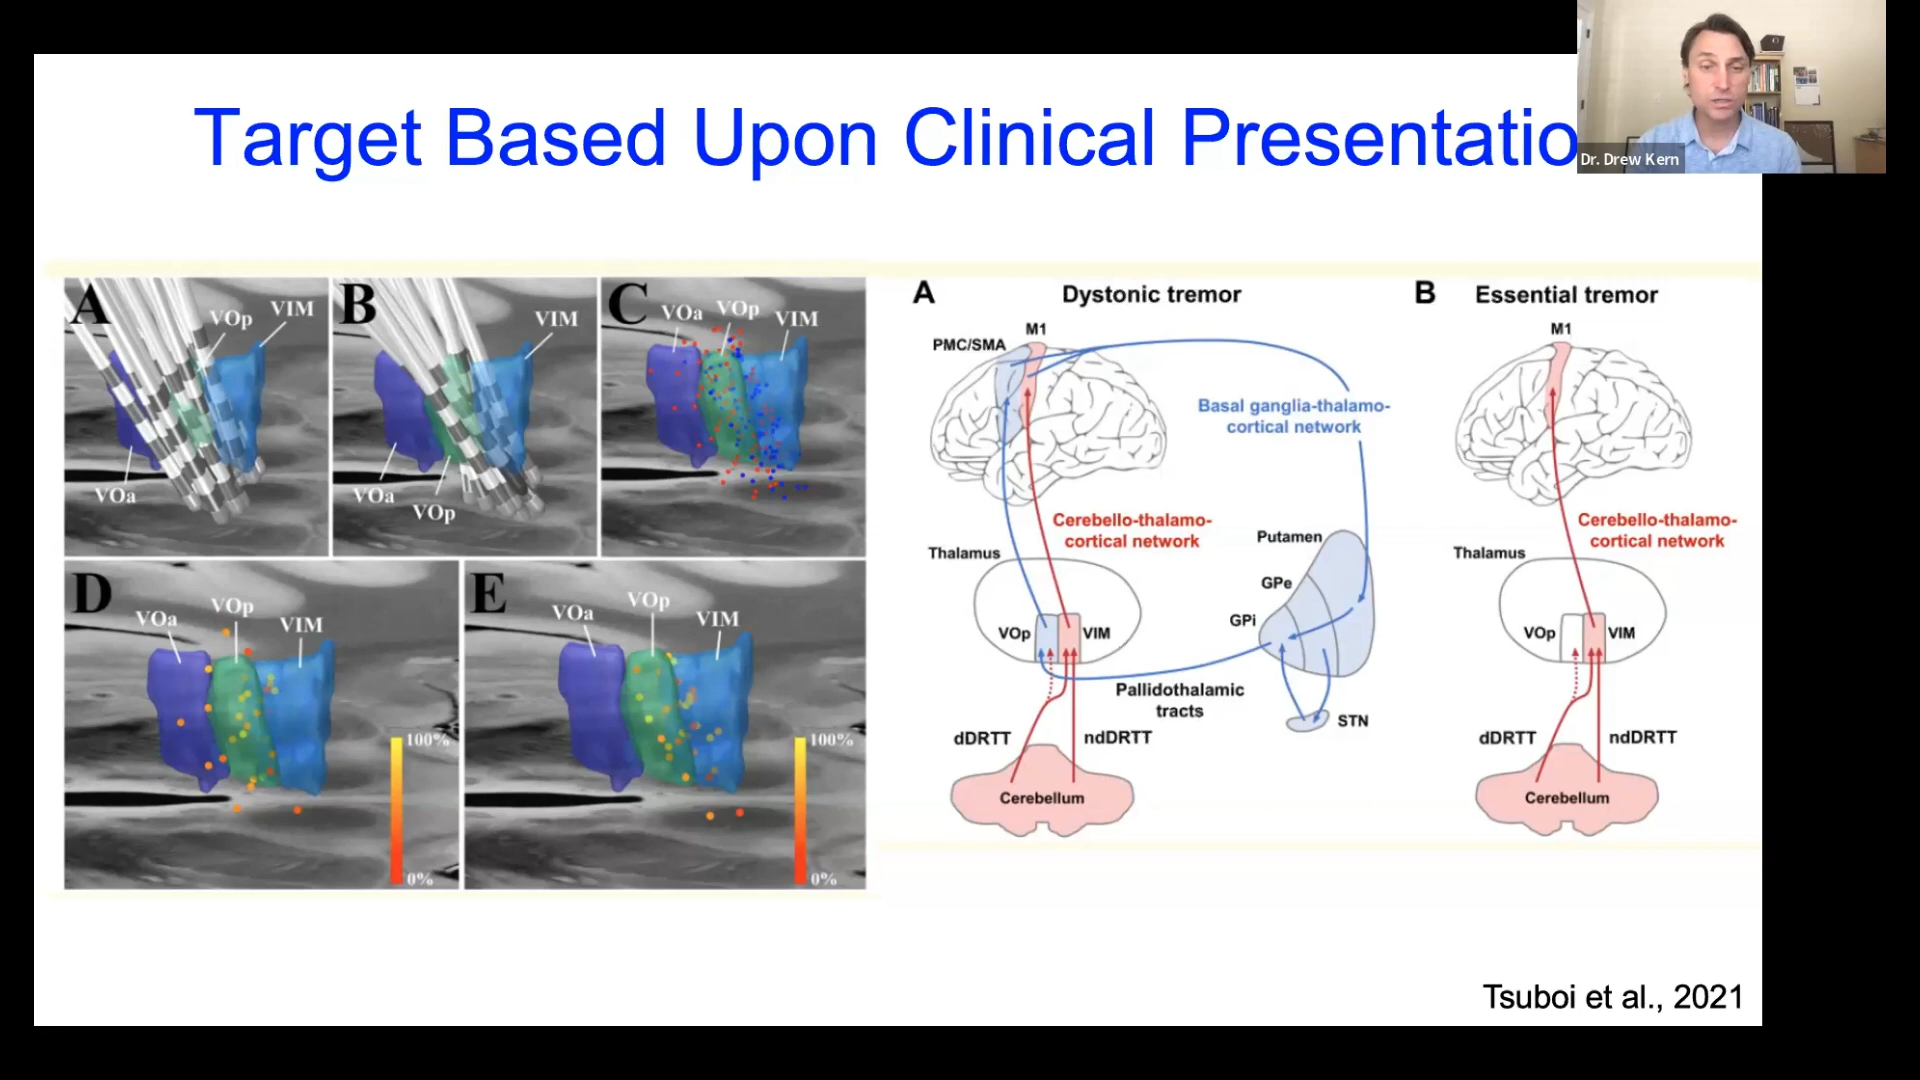 Target Based Upon Clinical Presentatio
Dr. Drew Kern
A
VOp
VIM
VOa
B
VIM
VOa
VOp
C
VOa
VOp
VIM
D
VOa
VOp
VIM
100%
0%
E
VOa
VOp
VIM
100%
0%
A
Dystonic tremor
M1
PMC/SMA
Basal ganglia-thalamo-
cortical network
Cerebello-thalamo-
cortical network
Thalamus
Putamen
GPe
GPi
VOp
VIM
Pallidothalamic
tracts
STN
dDRTT
ndDRTT
Cerebellum
B
Essential tremor
M1
Cerebello-thalamo-
cortical network
Thalamus
VOp
VIM
dDRTT
ndDRTT
Cerebellum
Tsuboi et al., 2021